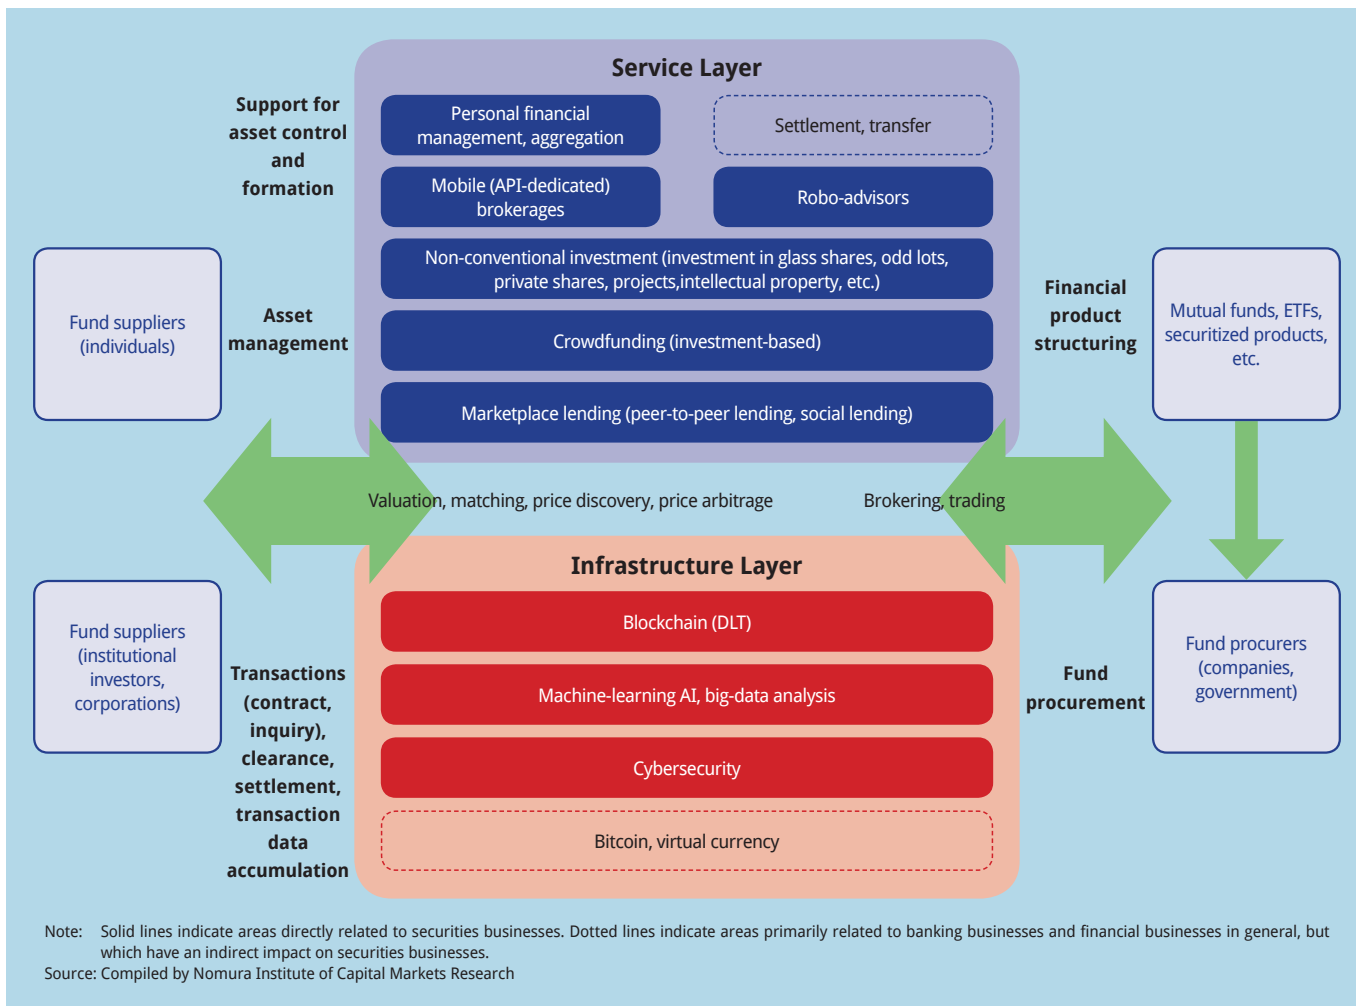 Service Layer
Support for
asset control
and
formation
Personal financial
management, aggregation
Settlement, transfer
Mobile (API-dedicated)
brokerages
Robo-advisors
Non-conventional investment (investment in glass shares, odd lots,
private shares, projects,intellectual property, etc.)
Fund suppliers
(individuals)
Asset
management
Crowdfunding (investment-based)
Financial
product
structuring
Mutual funds, ETFs,
securitized products,
etc.
Marketplace lending (peer-to-peer lending, social lending)
Valuation, matching, price discovery, price arbitrage
Brokering, trading
Infrastructure Layer
Fund suppliers
(institutional
investors,
corporations)
Transactions
(contract,
inquiry),
clearance,
settlement,
transaction
data
accumulation
Blockchain (DLT)
Machine-learning AI, big-data analysis
Cybersecurity
Bitcoin, virtual currency
Fund
procurement
Fund procurers
(companies,
government)
Note: Solid lines indicate areas directly related to securities businesses. Dotted lines indicate areas primarily related to banking businesses and financial businesses in general, but
which have an indirect impact on securities businesses.
Source: Compiled by Nomura Institute of Capital Markets Research